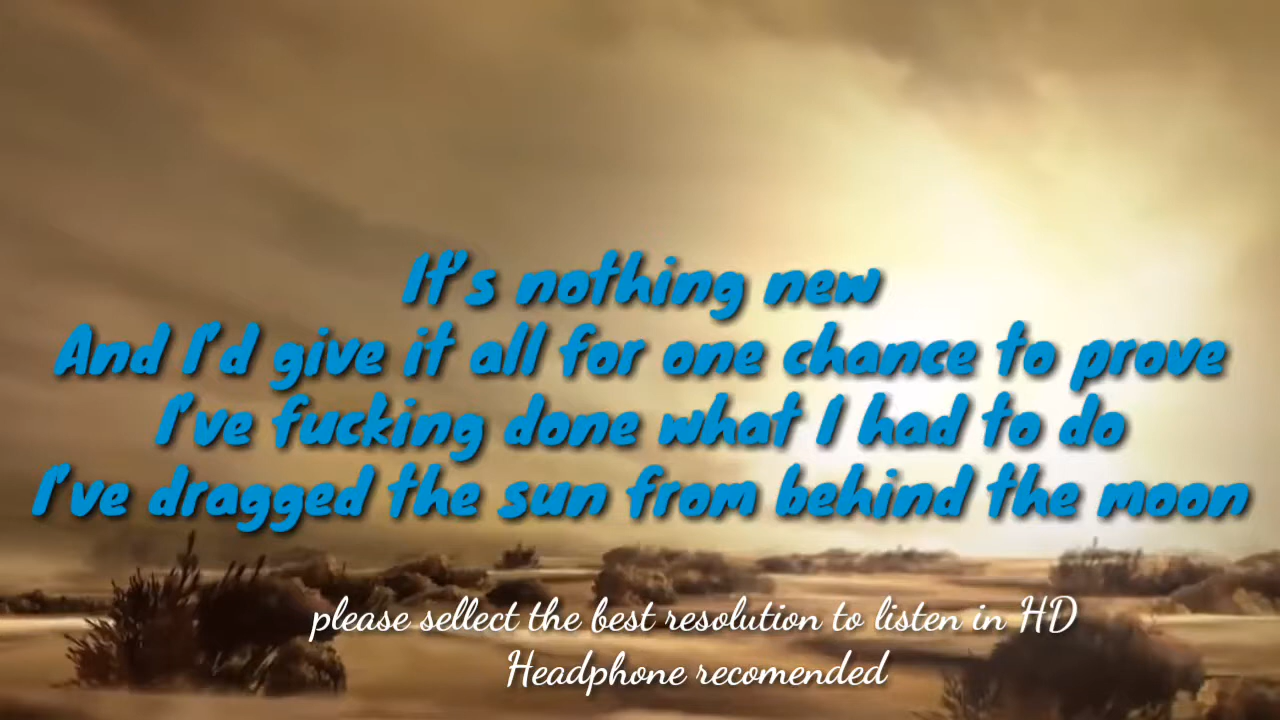 It's nothing new
And I'd give it all for one chance to prove
I've fucking done what I had to do
I've dragged the sun from behind the moon
please sellect the best resolution to listen in HD
Headphone recomended